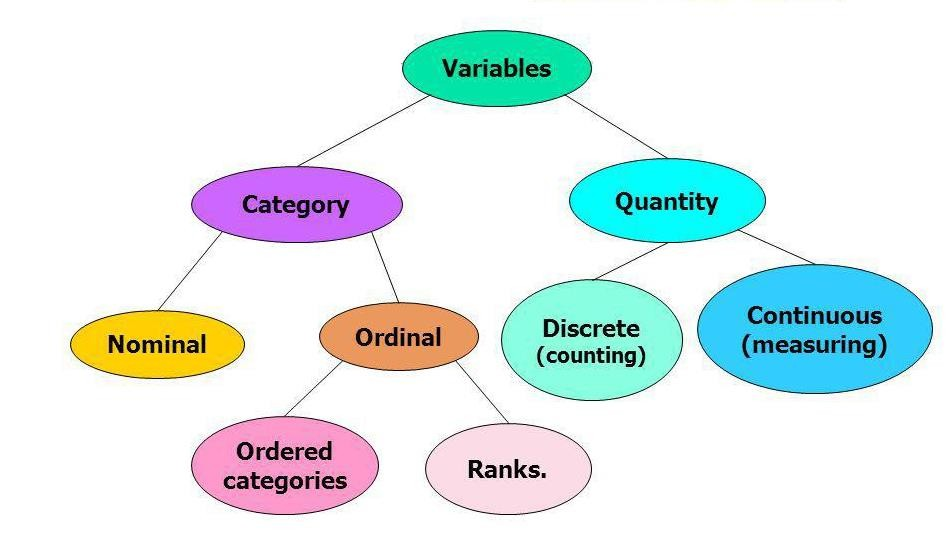 Variables
Category
Quantity
Nominal
Ordinal
Discrete
(counting)
Continuous
(measuring)
Ordered
categories
Ranks.